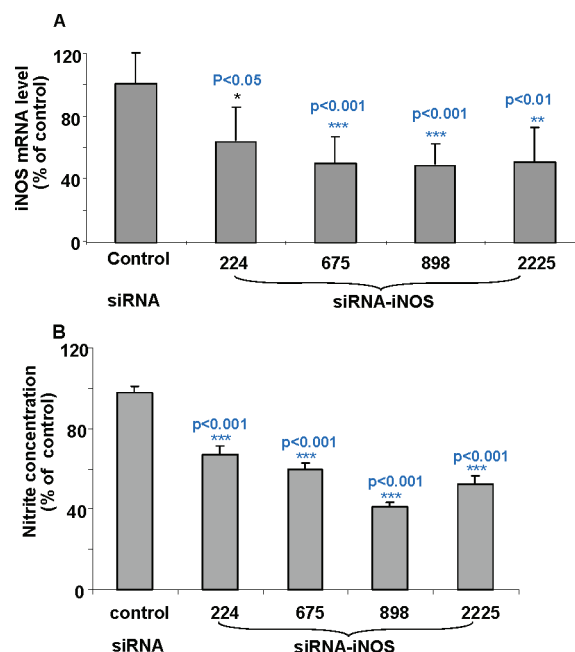 A
iNOS mRNA level
(% of control)
120
80
40
0
P<0.05
*
p<0.001
***
p<0.001
***
p<0.01
**
Control
224
675
898
2225
siRNA
siRNA-iNOS
B
Nitrite concentration
(% of control)
120
80
40
0
p<0.001
***
p<0.001
***
p<0.001
***
p<0.001
***
control
224
675
898
2225
siRNA
siRNA-iNOS